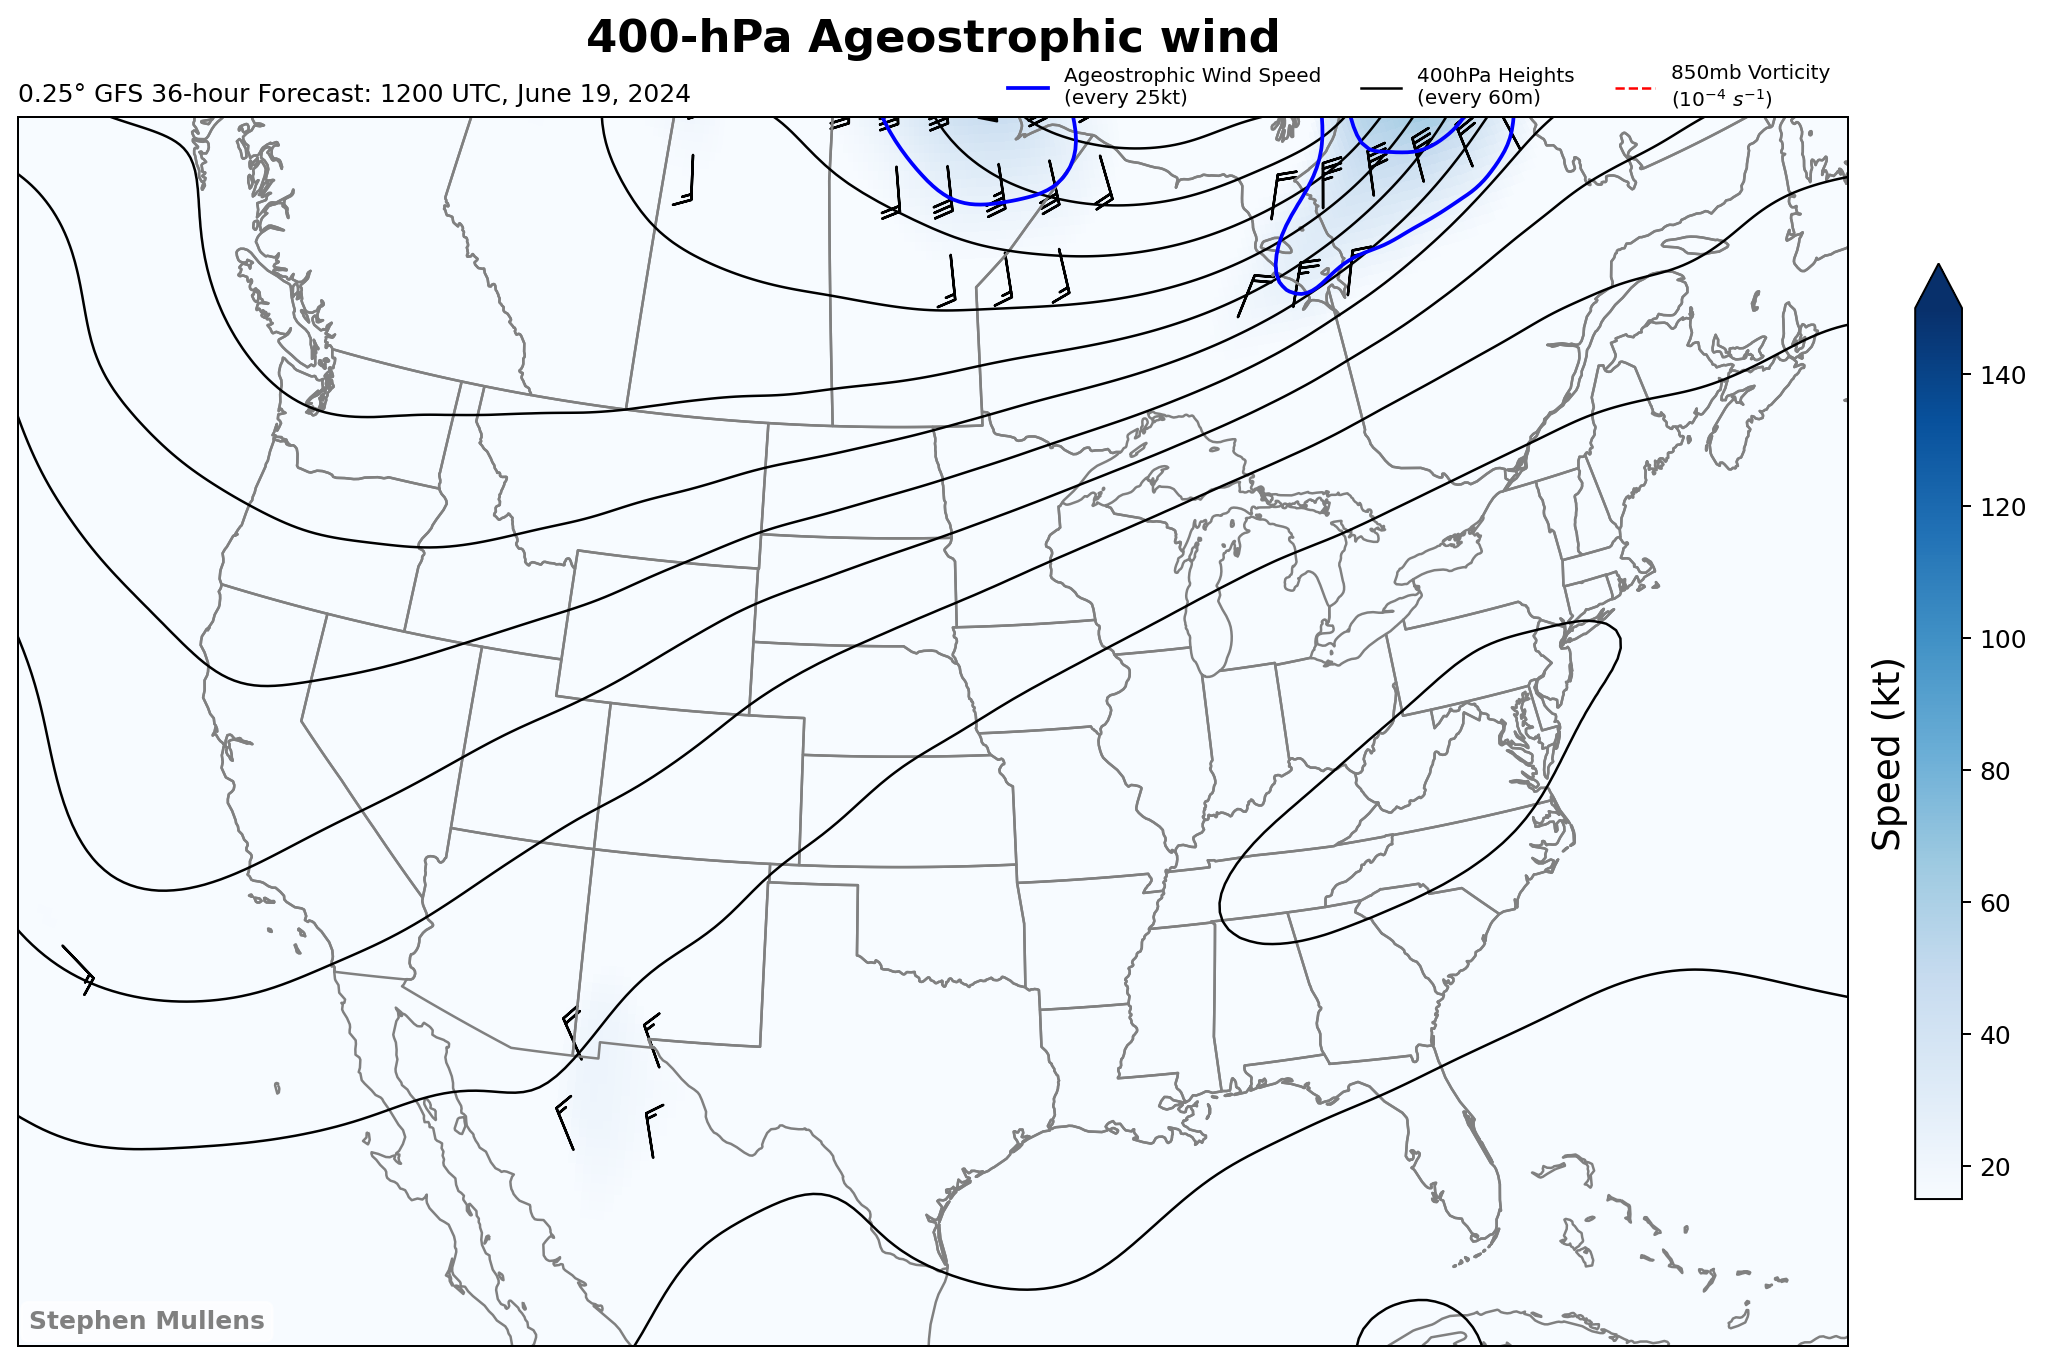 400-hPa Ageostrophic wind
0.25° GFS 36-hour Forecast: 1200 UTC, June 19, 2024
Ageostrophic Wind Speed
(every 25kt)
400hPa Heights
(every 60m)
850mb Vorticity
(10⁻⁴ s⁻¹)
140
120
100
80
60
40
20
Speed (kt)
Stephen Mullens